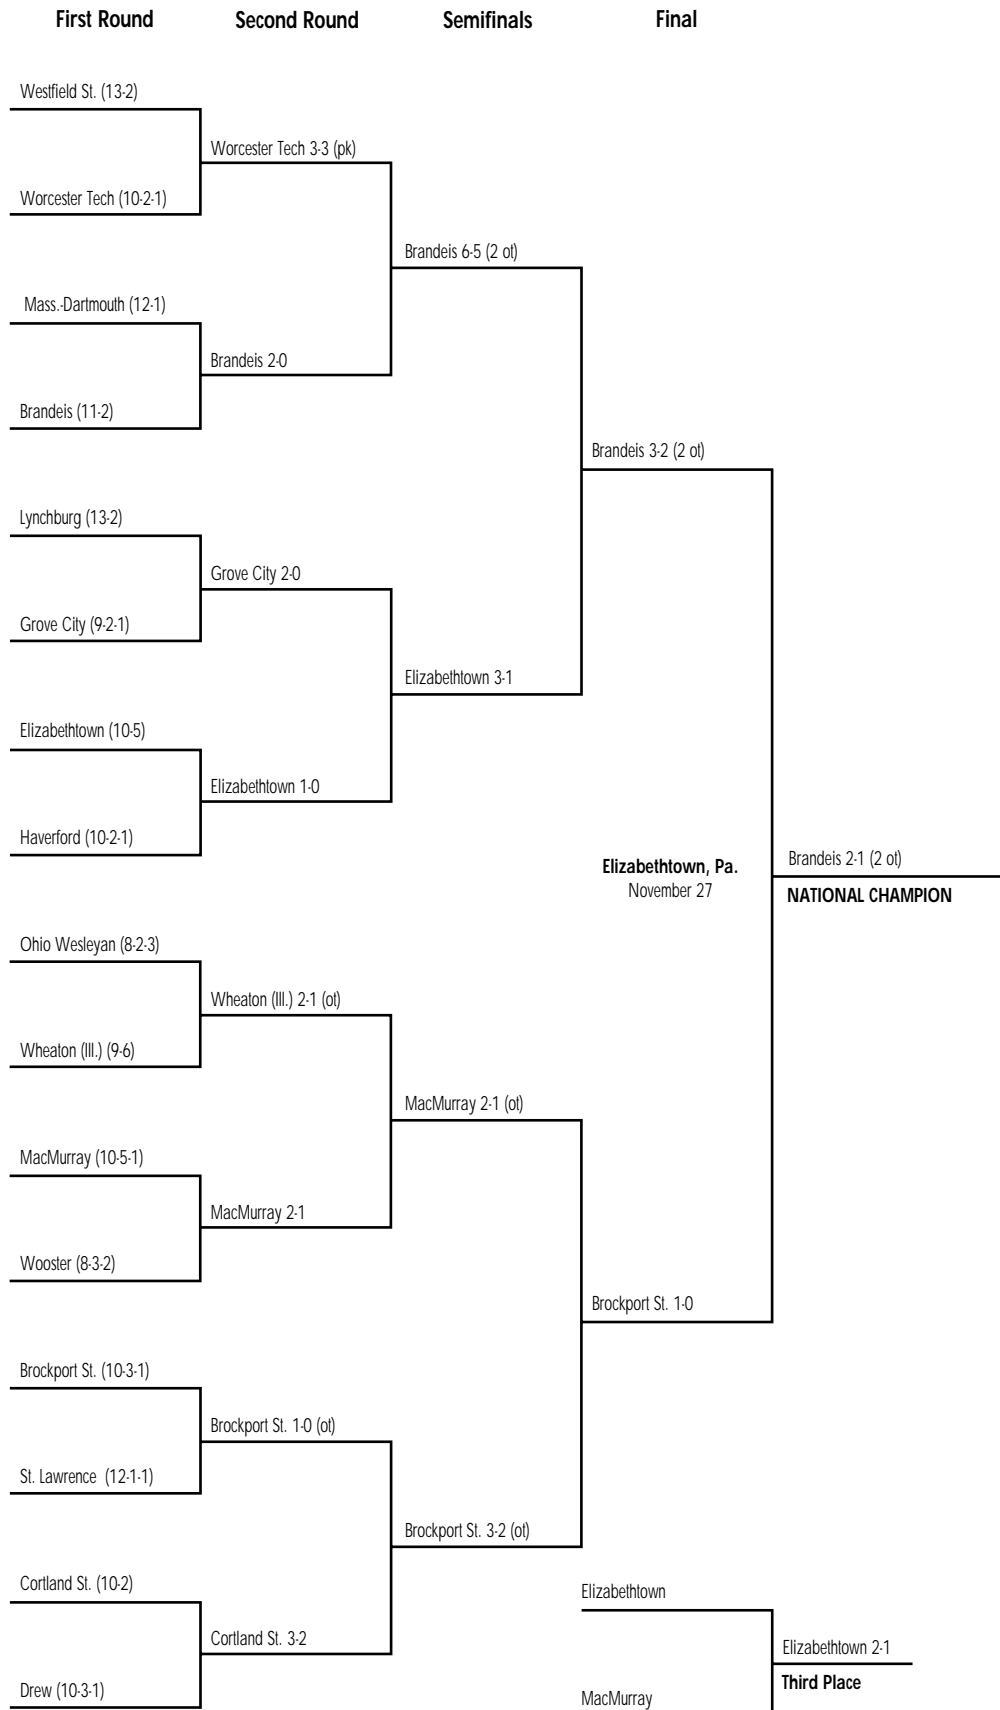 First Round Second Round Semifinals Final
Westfield St. (13-2)
Worcester Tech 3-3 (pk)
Worcester Tech (10-2-1)
Brandeis 6-5 (2 ot)
Mass.-Dartmouth (12-1)
Brandeis 2-0
Brandeis (11-2)
Brandeis 3-2 (2 ot)
Lynchburg (13-2)
Grove City 2-0
Grove City (9-2-1)
Elizabethtown 3-1
Elizabethtown (10-5)
Elizabethtown 1-0
Haverford (10-2-1)
Elizabethtown, Pa.
November 27
Brandeis 2-1 (2 ot)
NATIONAL CHAMPION
Ohio Wesleyan (8-2-3)
Wheaton (Ill.) 2-1 (ot)
Wheaton (Ill.) (9-6)
MacMurray 2-1 (ot)
MacMurray (10-5-1)
MacMurray 2-1
Wooster (8-3-2)
Brockport St. 1-0
Brockport St. (10-3-1)
Brockport St. 1-0 (ot)
St. Lawrence (12-1-1)
Brockport St. 3-2 (ot)
Cortland St. (10-2)
Cortland St. 3-2
Drew (10-3-1)
Elizabethtown
Elizabethtown 2-1
Third Place
MacMurray